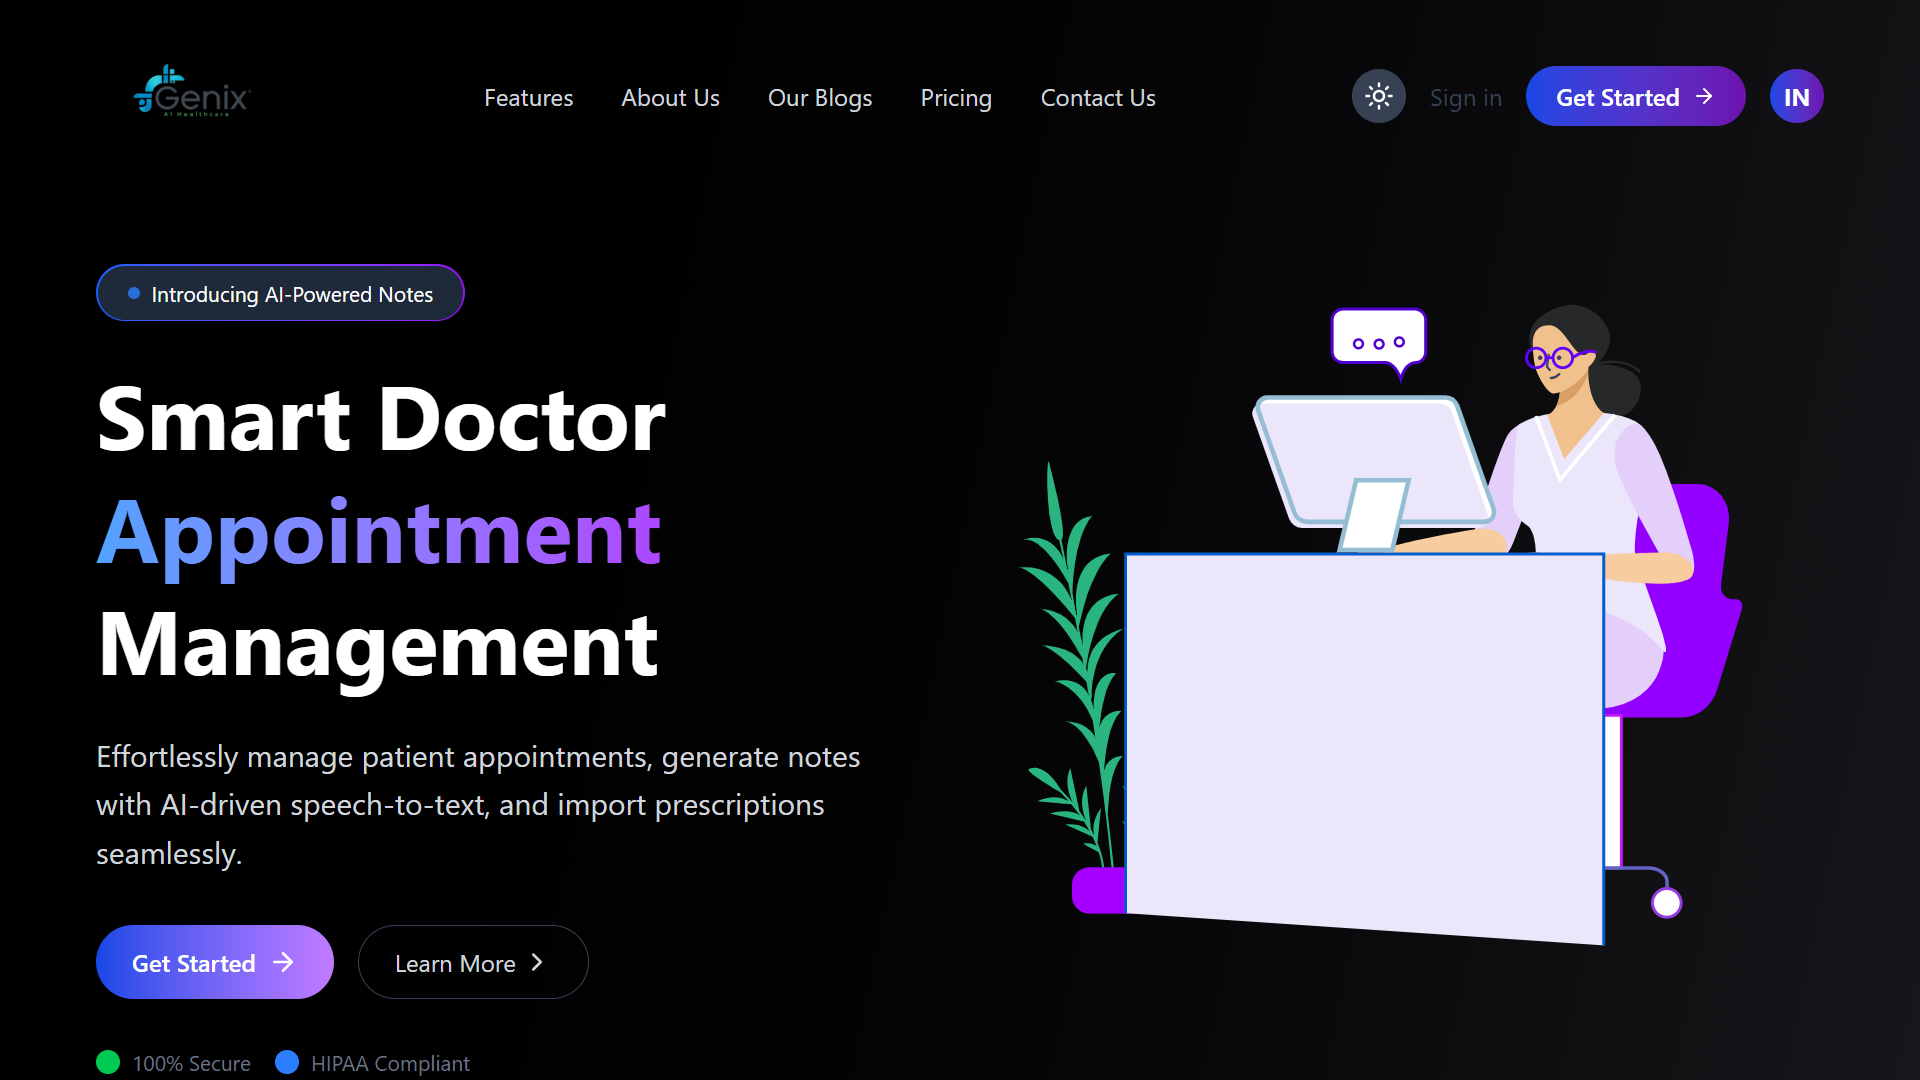 Genix
AI Healthcare
Features
About Us
Our Blogs
Pricing
Contact Us
Sign in
Get Started
IN
Introducing AI-Powered Notes
Smart Doctor
Appointment
Management
Effortlessly manage patient appointments, generate notes
with AI-driven speech-to-text, and import prescriptions
seamlessly.
Get Started
Learn More
100% Secure
HIPAA Compliant